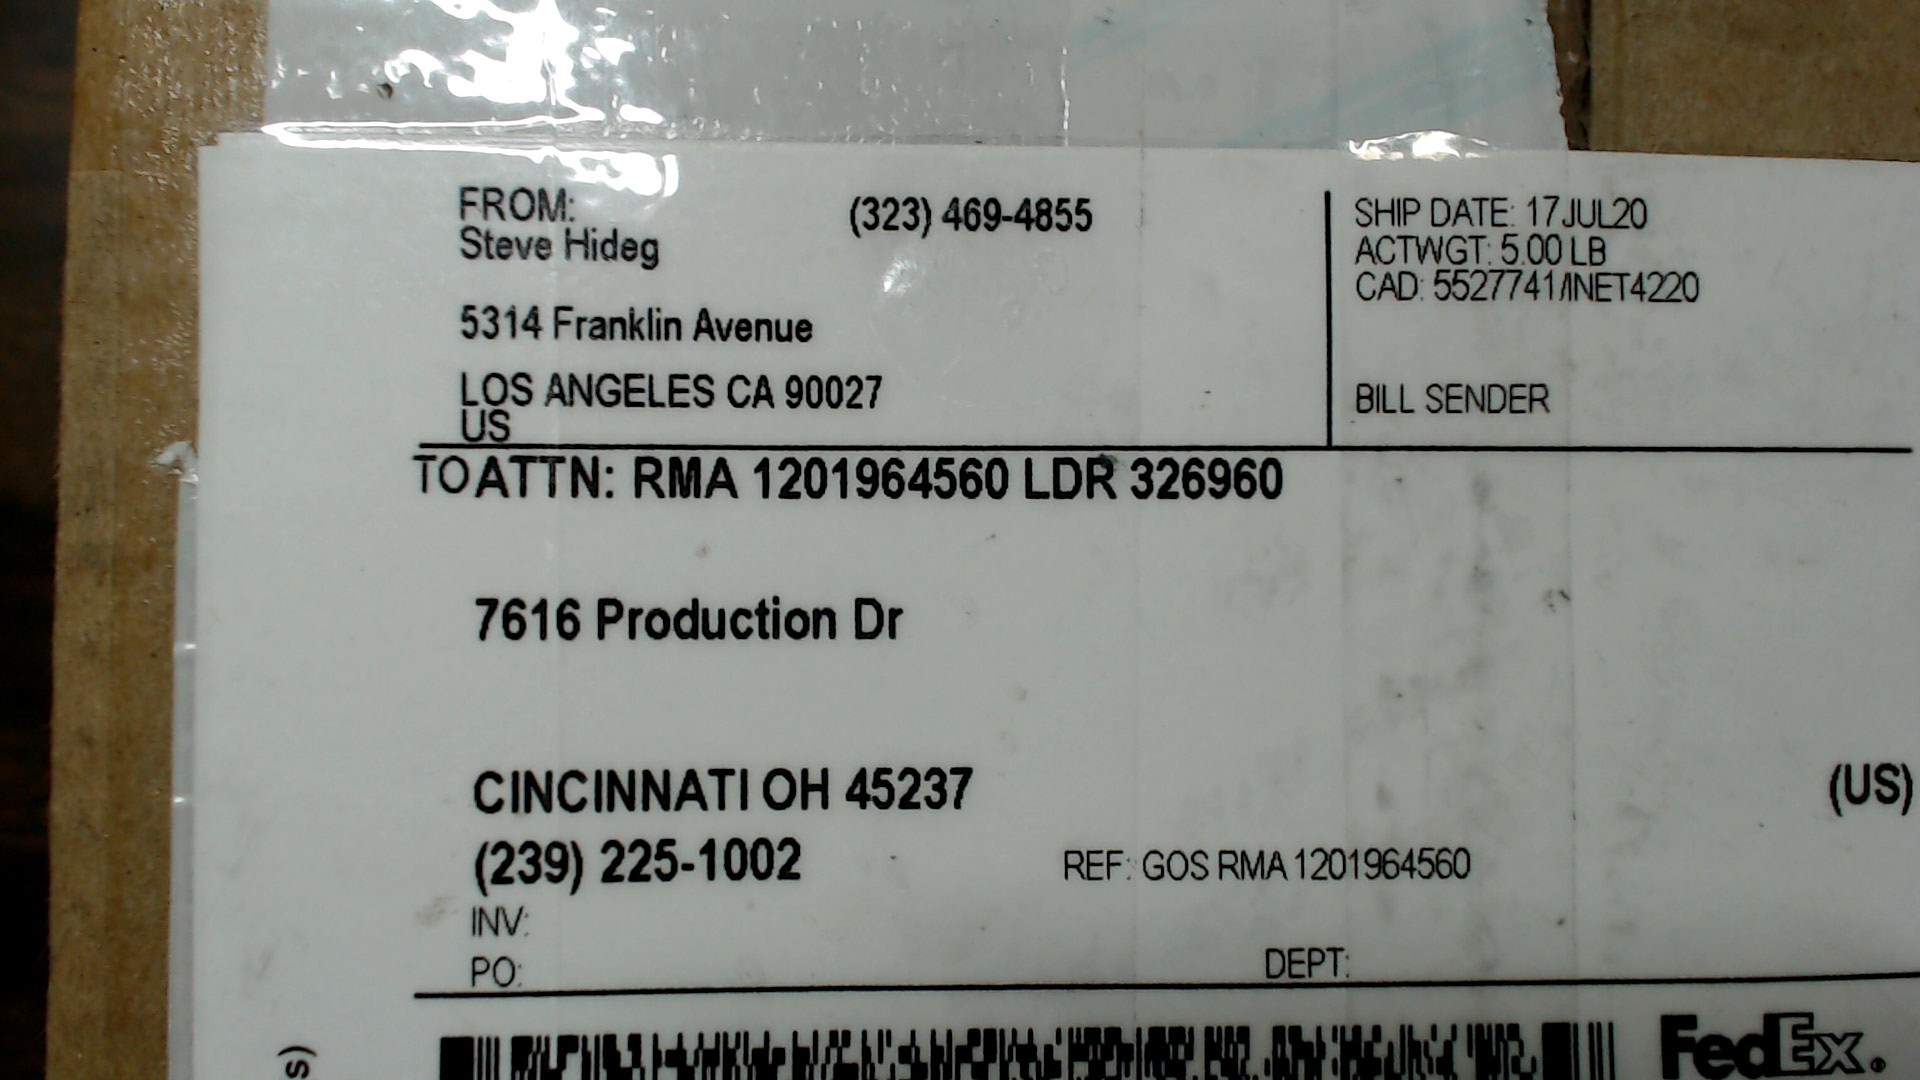 FROM: (323) 469-4855
Steve Hideg
5314 Franklin Avenue
LOS ANGELES CA 90027
US
SHIP DATE: 17JUL20
ACTWGT: 5.00 LB
CAD: 5527741/INET4220
BILL SENDER
TO ATTN: RMA 1201964560 LDR 326960
7616 Production Dr
CINCINNATI OH 45237
(US)
(239) 225-1002
REF: GOS RMA 1201964560
INV:
PO:
DEPT:
FedEx®
s)